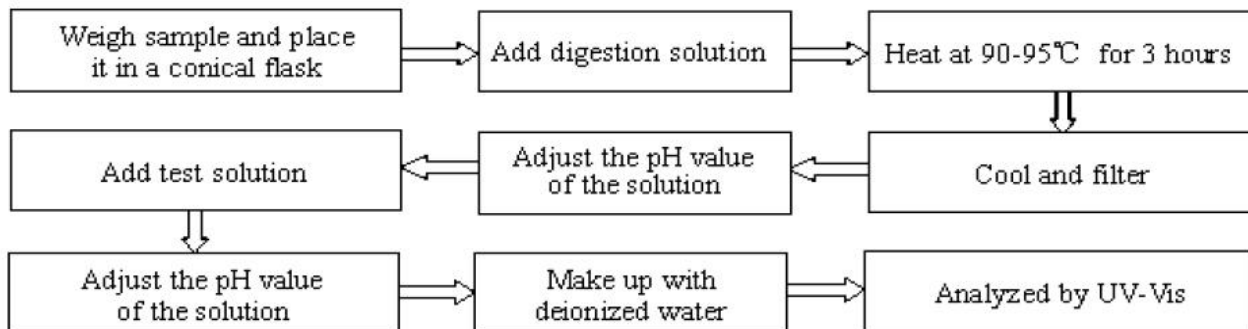 Weigh sample and place
it in a conical flask
Add digestion solution
Heat at 90-95℃ for 3 hours
Cool and filter
Adjust the pH value
of the solution
Add test solution
Adjust the pH value
of the solution
Make up with
deionized water
Analyzed by UV-Vis